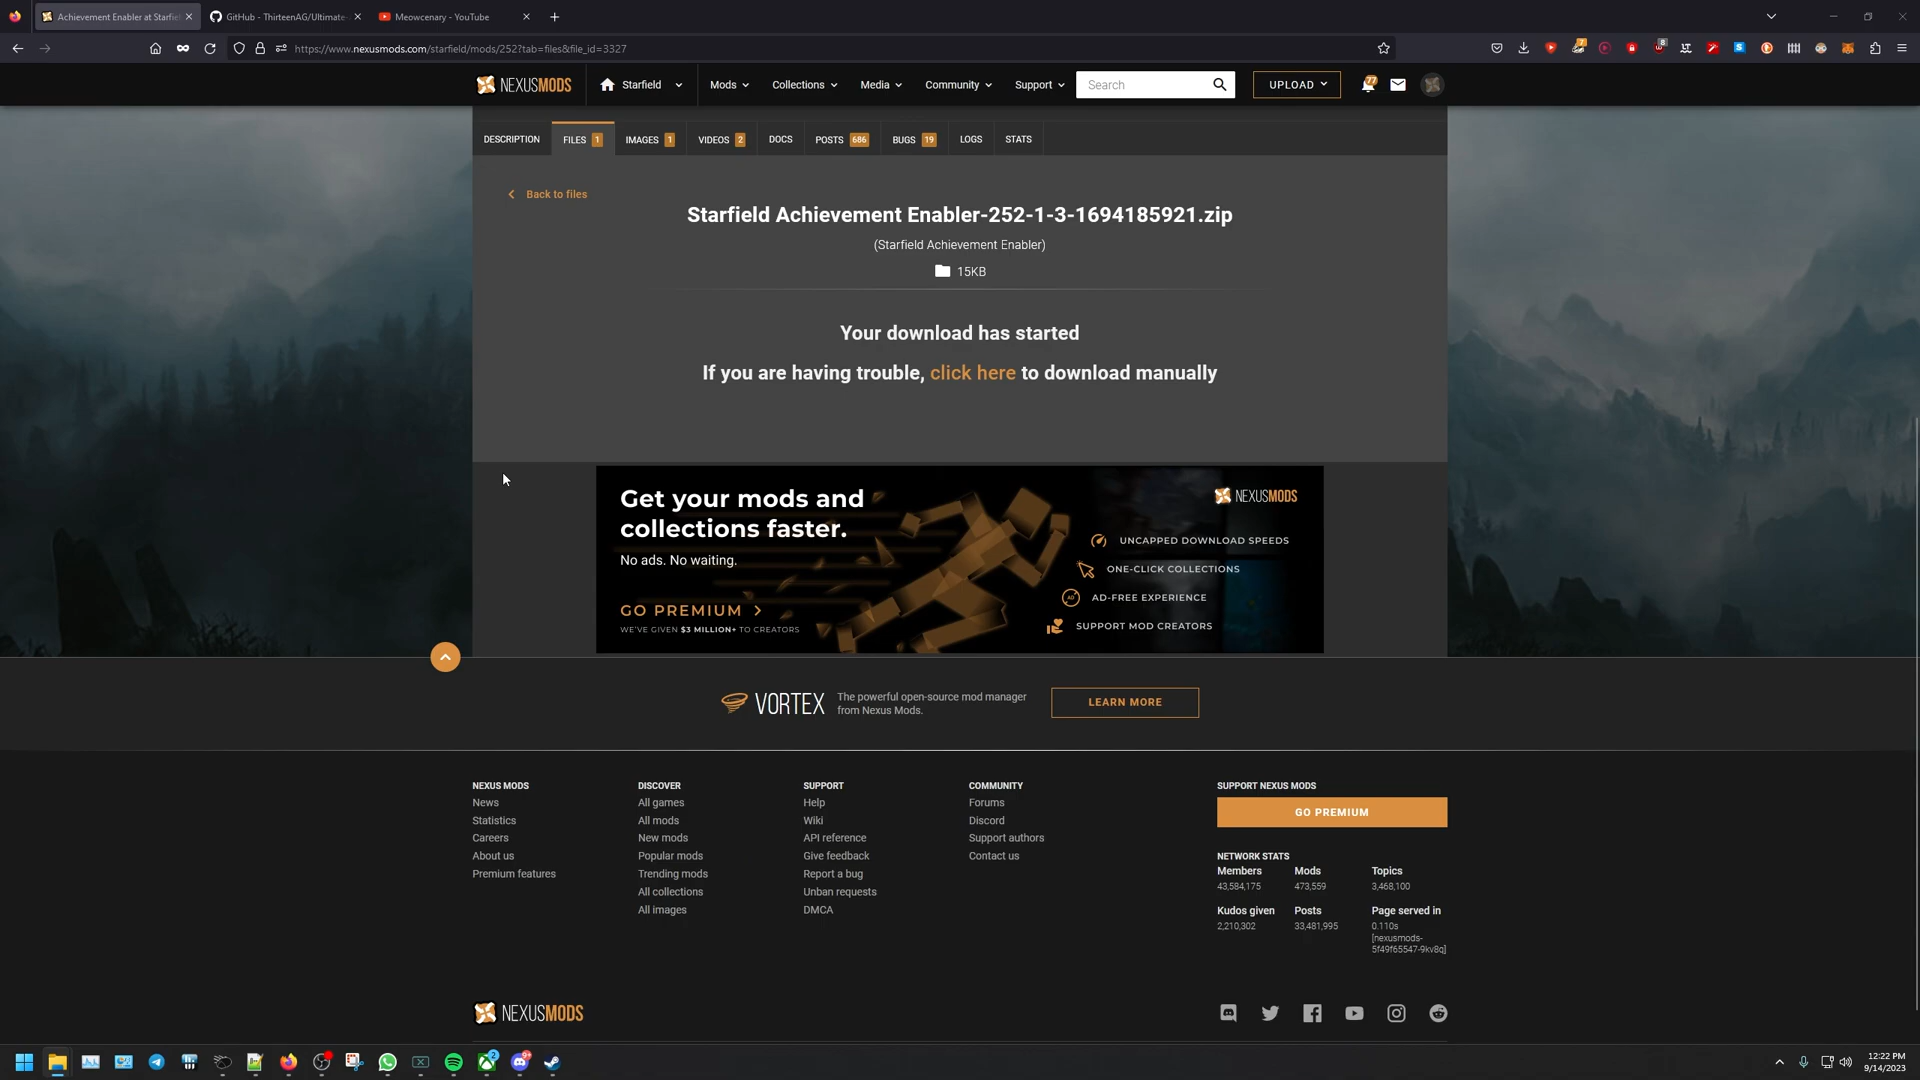 Achievement Enabler at Starfie
GitHub - ThirteenAG/Ultimate-
Meowcenary - YouTube
https://www.nexusmods.com/starfield/mods/252?tab=files&file_id=3327
NEXUSMODS
Starfield
Mods
Collections
Media
Community
Support
Search
UPLOAD
77
DESCRIPTION
FILES 1
IMAGES 1
VIDEOS 2
DOCS
POSTS 686
BUGS 19
LOGS
STATS
Back to files
Starfield Achievement Enabler-252-1-3-1694185921.zip
(Starfield Achievement Enabler)
15KB
Your download has started
If you are having trouble, click here to download manually
Get your mods and
collections faster.
No ads. No waiting.
GO PREMIUM >
WE'VE GIVEN $3 MILLION+ TO CREATORS
NEXUSMODS
UNCAPPED DOWNLOAD SPEEDS
ONE-CLICK COLLECTIONS
AD-FREE EXPERIENCE
SUPPORT MOD CREATORS
VORTEX
The powerful open-source mod manager
from Nexus Mods.
LEARN MORE
NEXUS MODS
News
Statistics
Careers
About us
Premium features
DISCOVER
All games
All mods
New mods
Popular mods
Trending mods
All collections
All images
SUPPORT
Help
Wiki
API reference
Give feedback
Report a bug
Unban requests
DMCA
COMMUNITY
Forums
Discord
Support authors
Contact us
SUPPORT NEXUS MODS
GO PREMIUM
NETWORK STATS
Members
43,584,175
Mods
473,559
Topics
3,468,100
Kudos given
2,210,302
Posts
33,481,995
Page served in
0.110s
[nexusmods-
5f49f65547-9kv8q]
NEXUSMODS
12:22 PM
9/14/2023